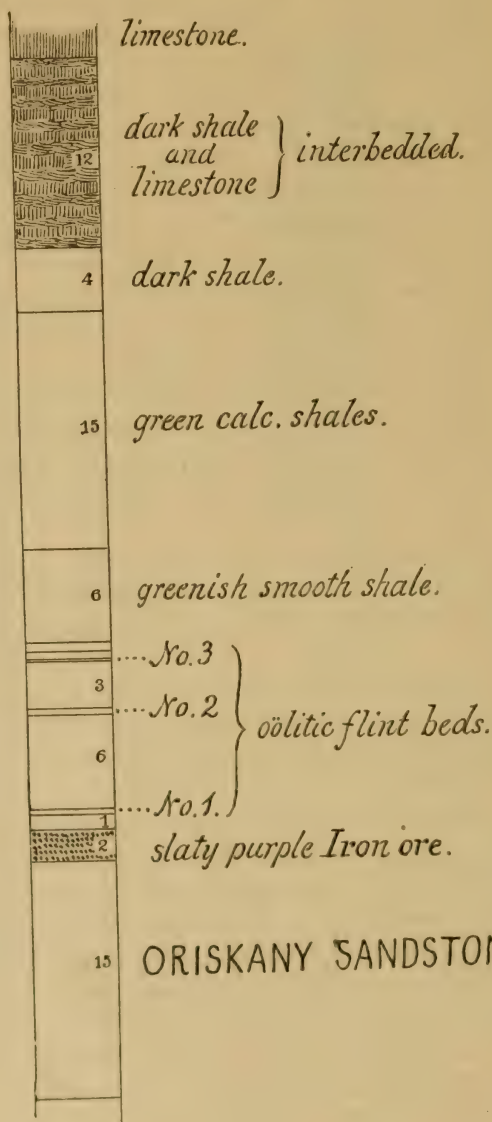 limestone.
dark shale
and
limestone } interbedded.
12
4 dark shale.
15 green calc. shales.
6 greenish smooth shale.
....No. 3
3
....No. 2
oölitic flint beds.
6
....No. 1.
1
2 slaty purple Iron ore.
15 ORISKANY SANDSTON